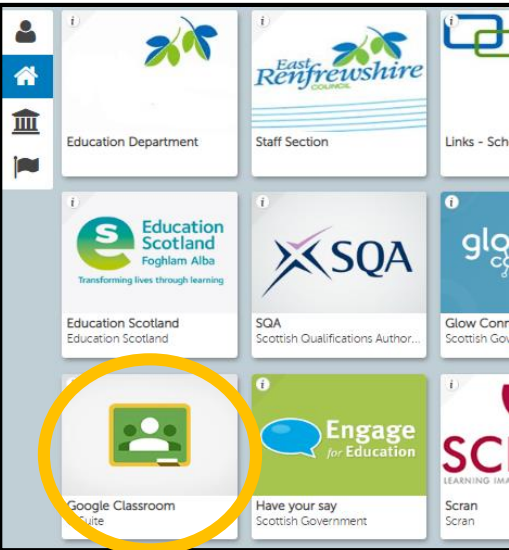 East
Renfrewshire
COUNCIL
Education Department
Staff Section
Links - Sch
Education
Scotland
Foghlam Alba
Transforming lives through learning
SQA
glo
co
Education Scotland
Education Scotland
SQA
Scottish Qualifications Author...
Glow Conn
Scottish Gov
Engage
for Education
SC
LEARNING IMA
Google Classroom
Suite
Have your say
Scottish Government
Scran
Scran